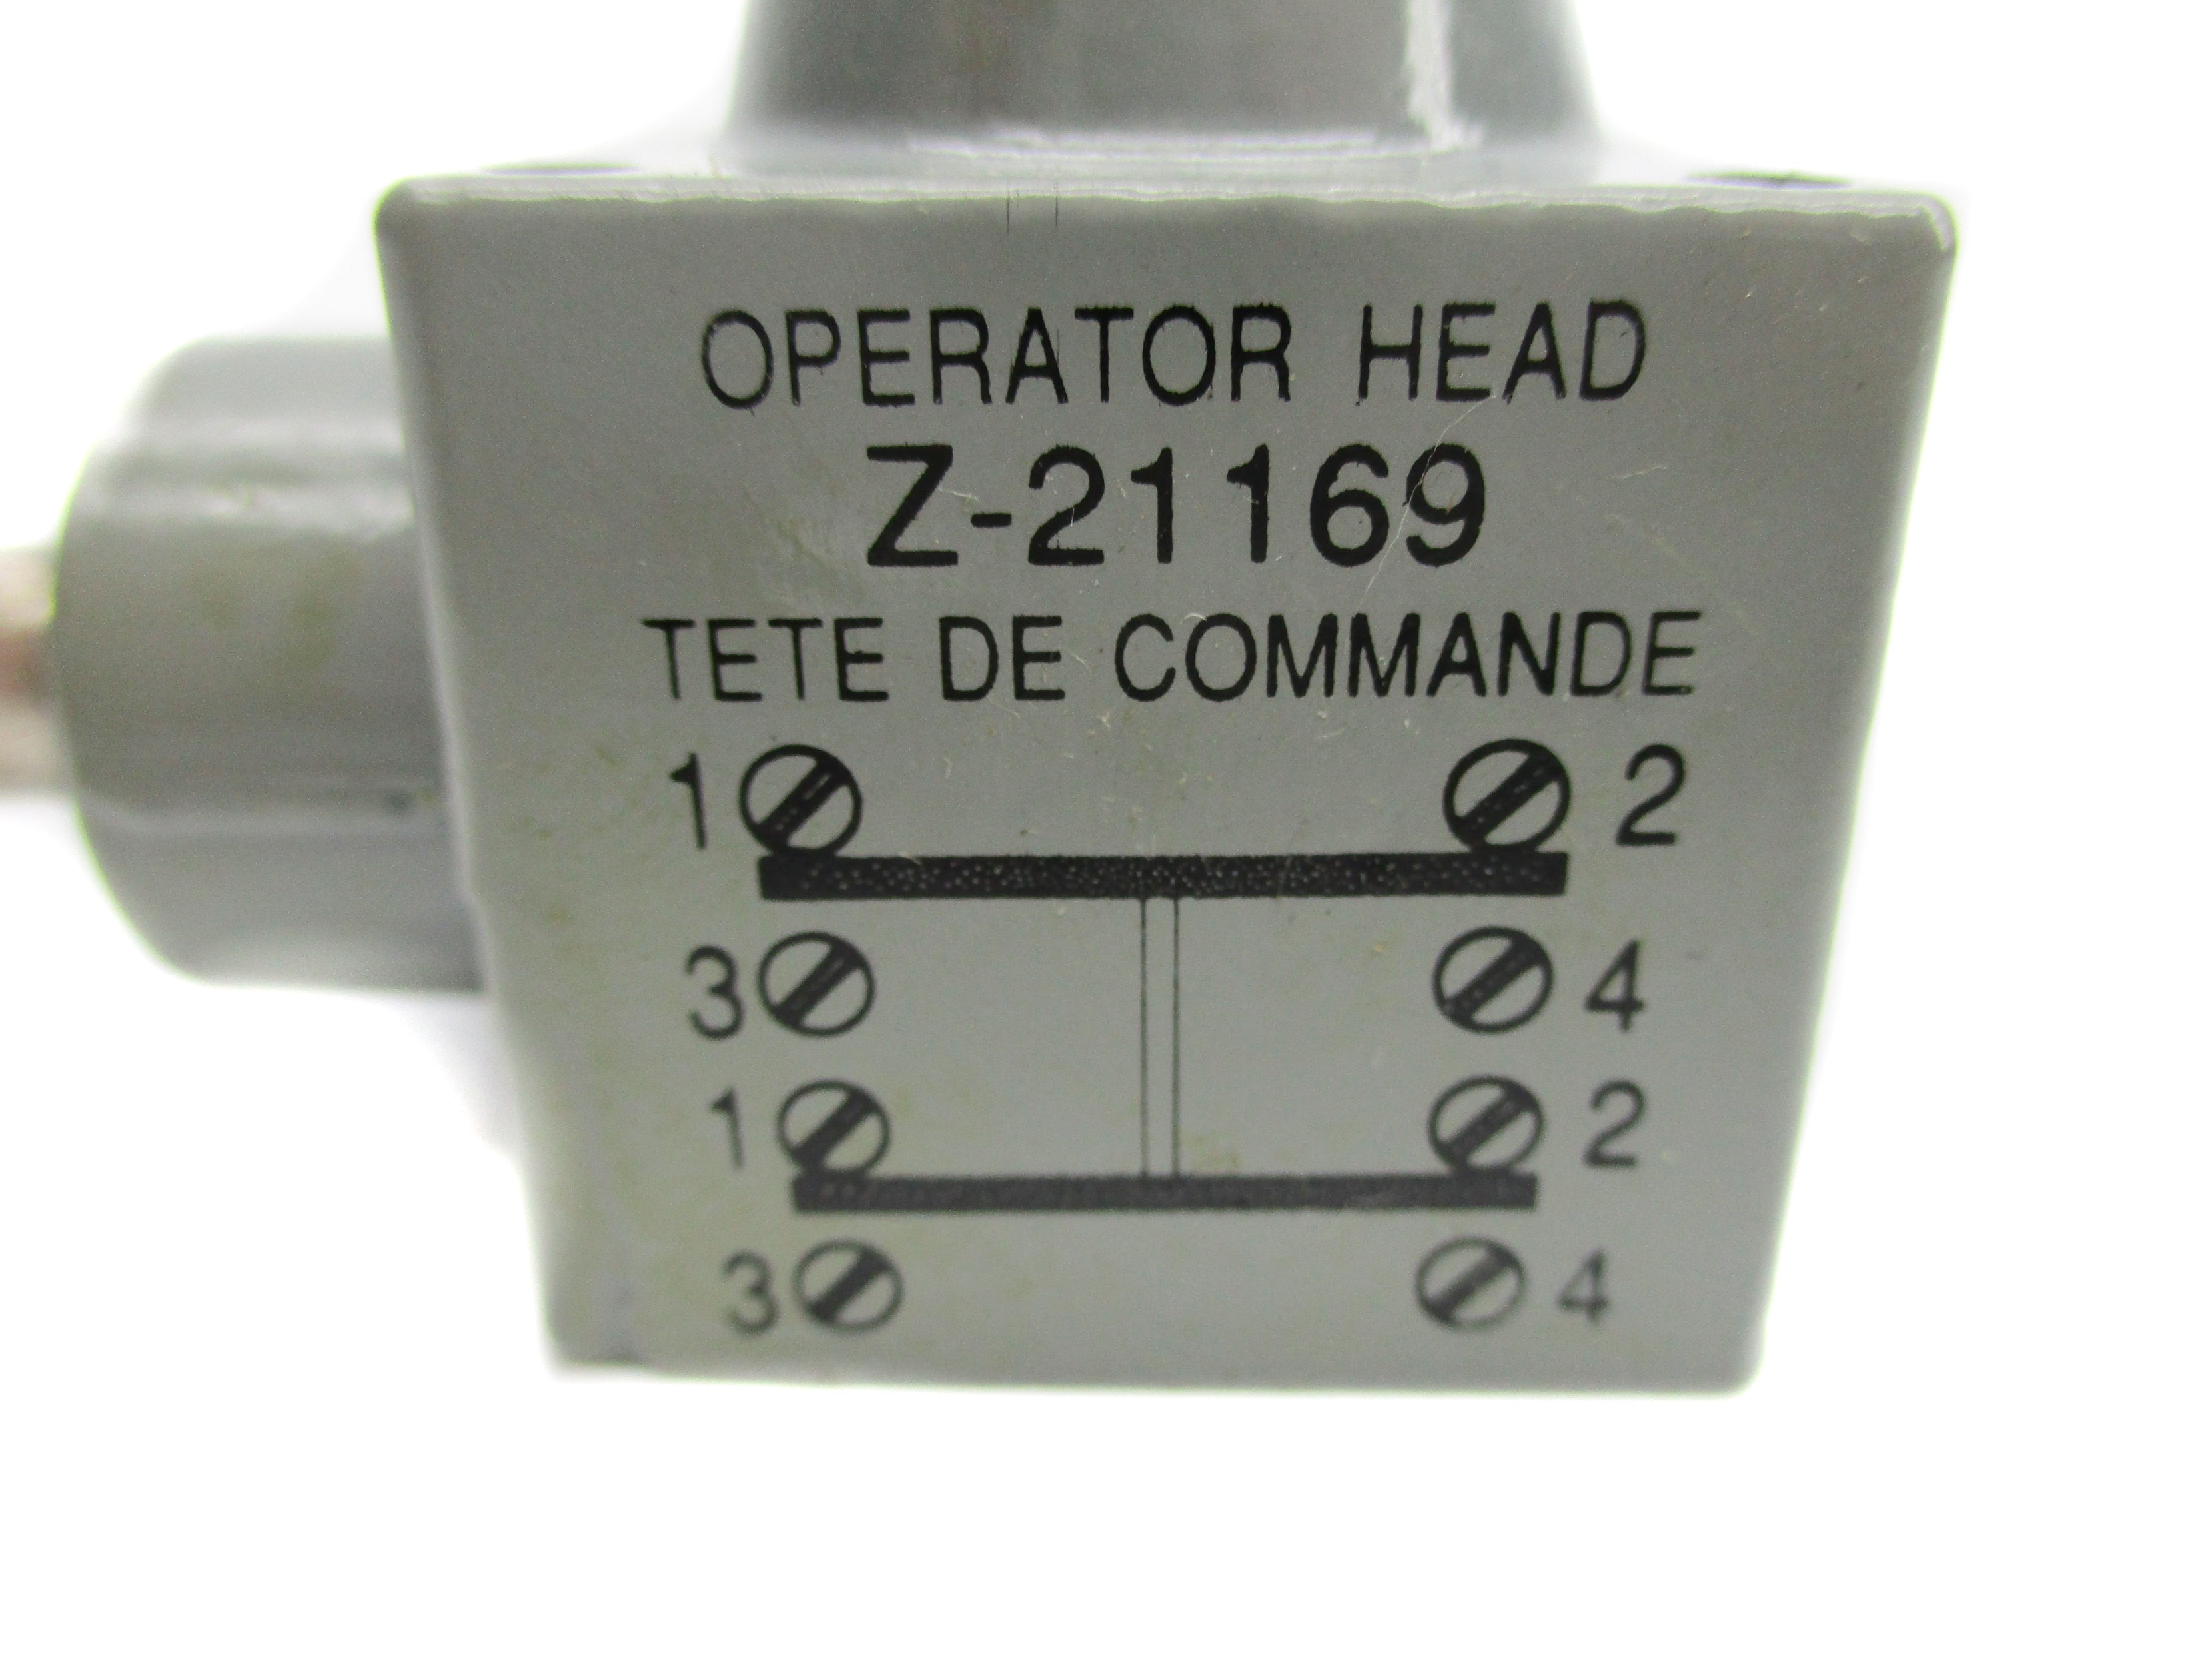 OPERATOR HEAD
Z-21169
TETE DE COMMANDE
1 2
3 4
1 2
3 4